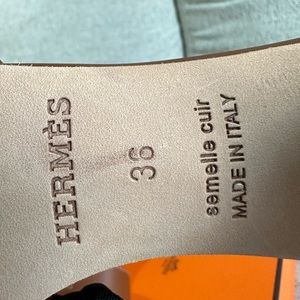 HERMÈS
36
semelle cuir
MADE IN ITALY